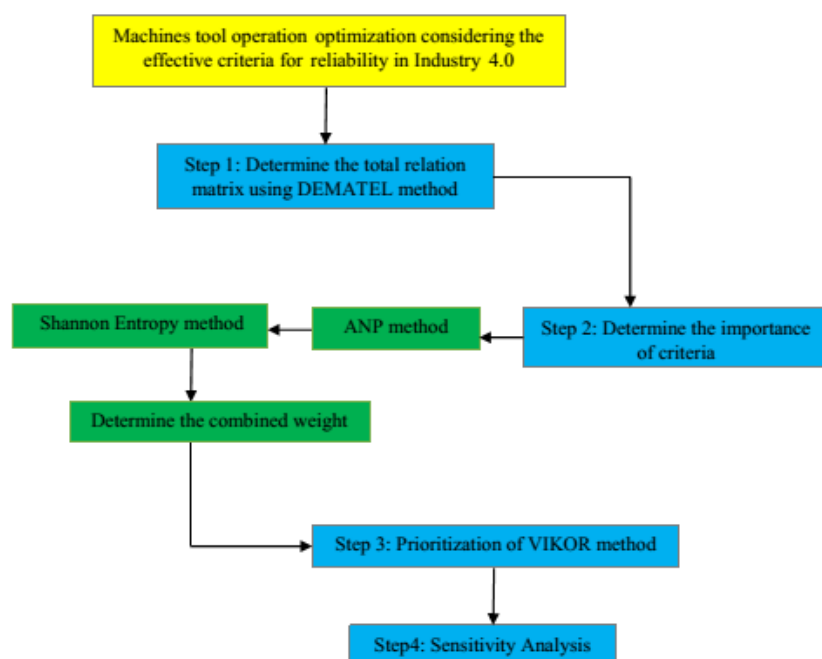 Machines tool operation optimization considering the
effective criteria for reliability in Industry 4.0
Step 1: Determine the total relation
matrix using DEMATEL method
Step 2: Determine the importance
of criteria
ANP method
Shannon Entropy method
Determine the combined weight
Step 3: Prioritization of VIKOR method
Step4: Sensitivity Analysis